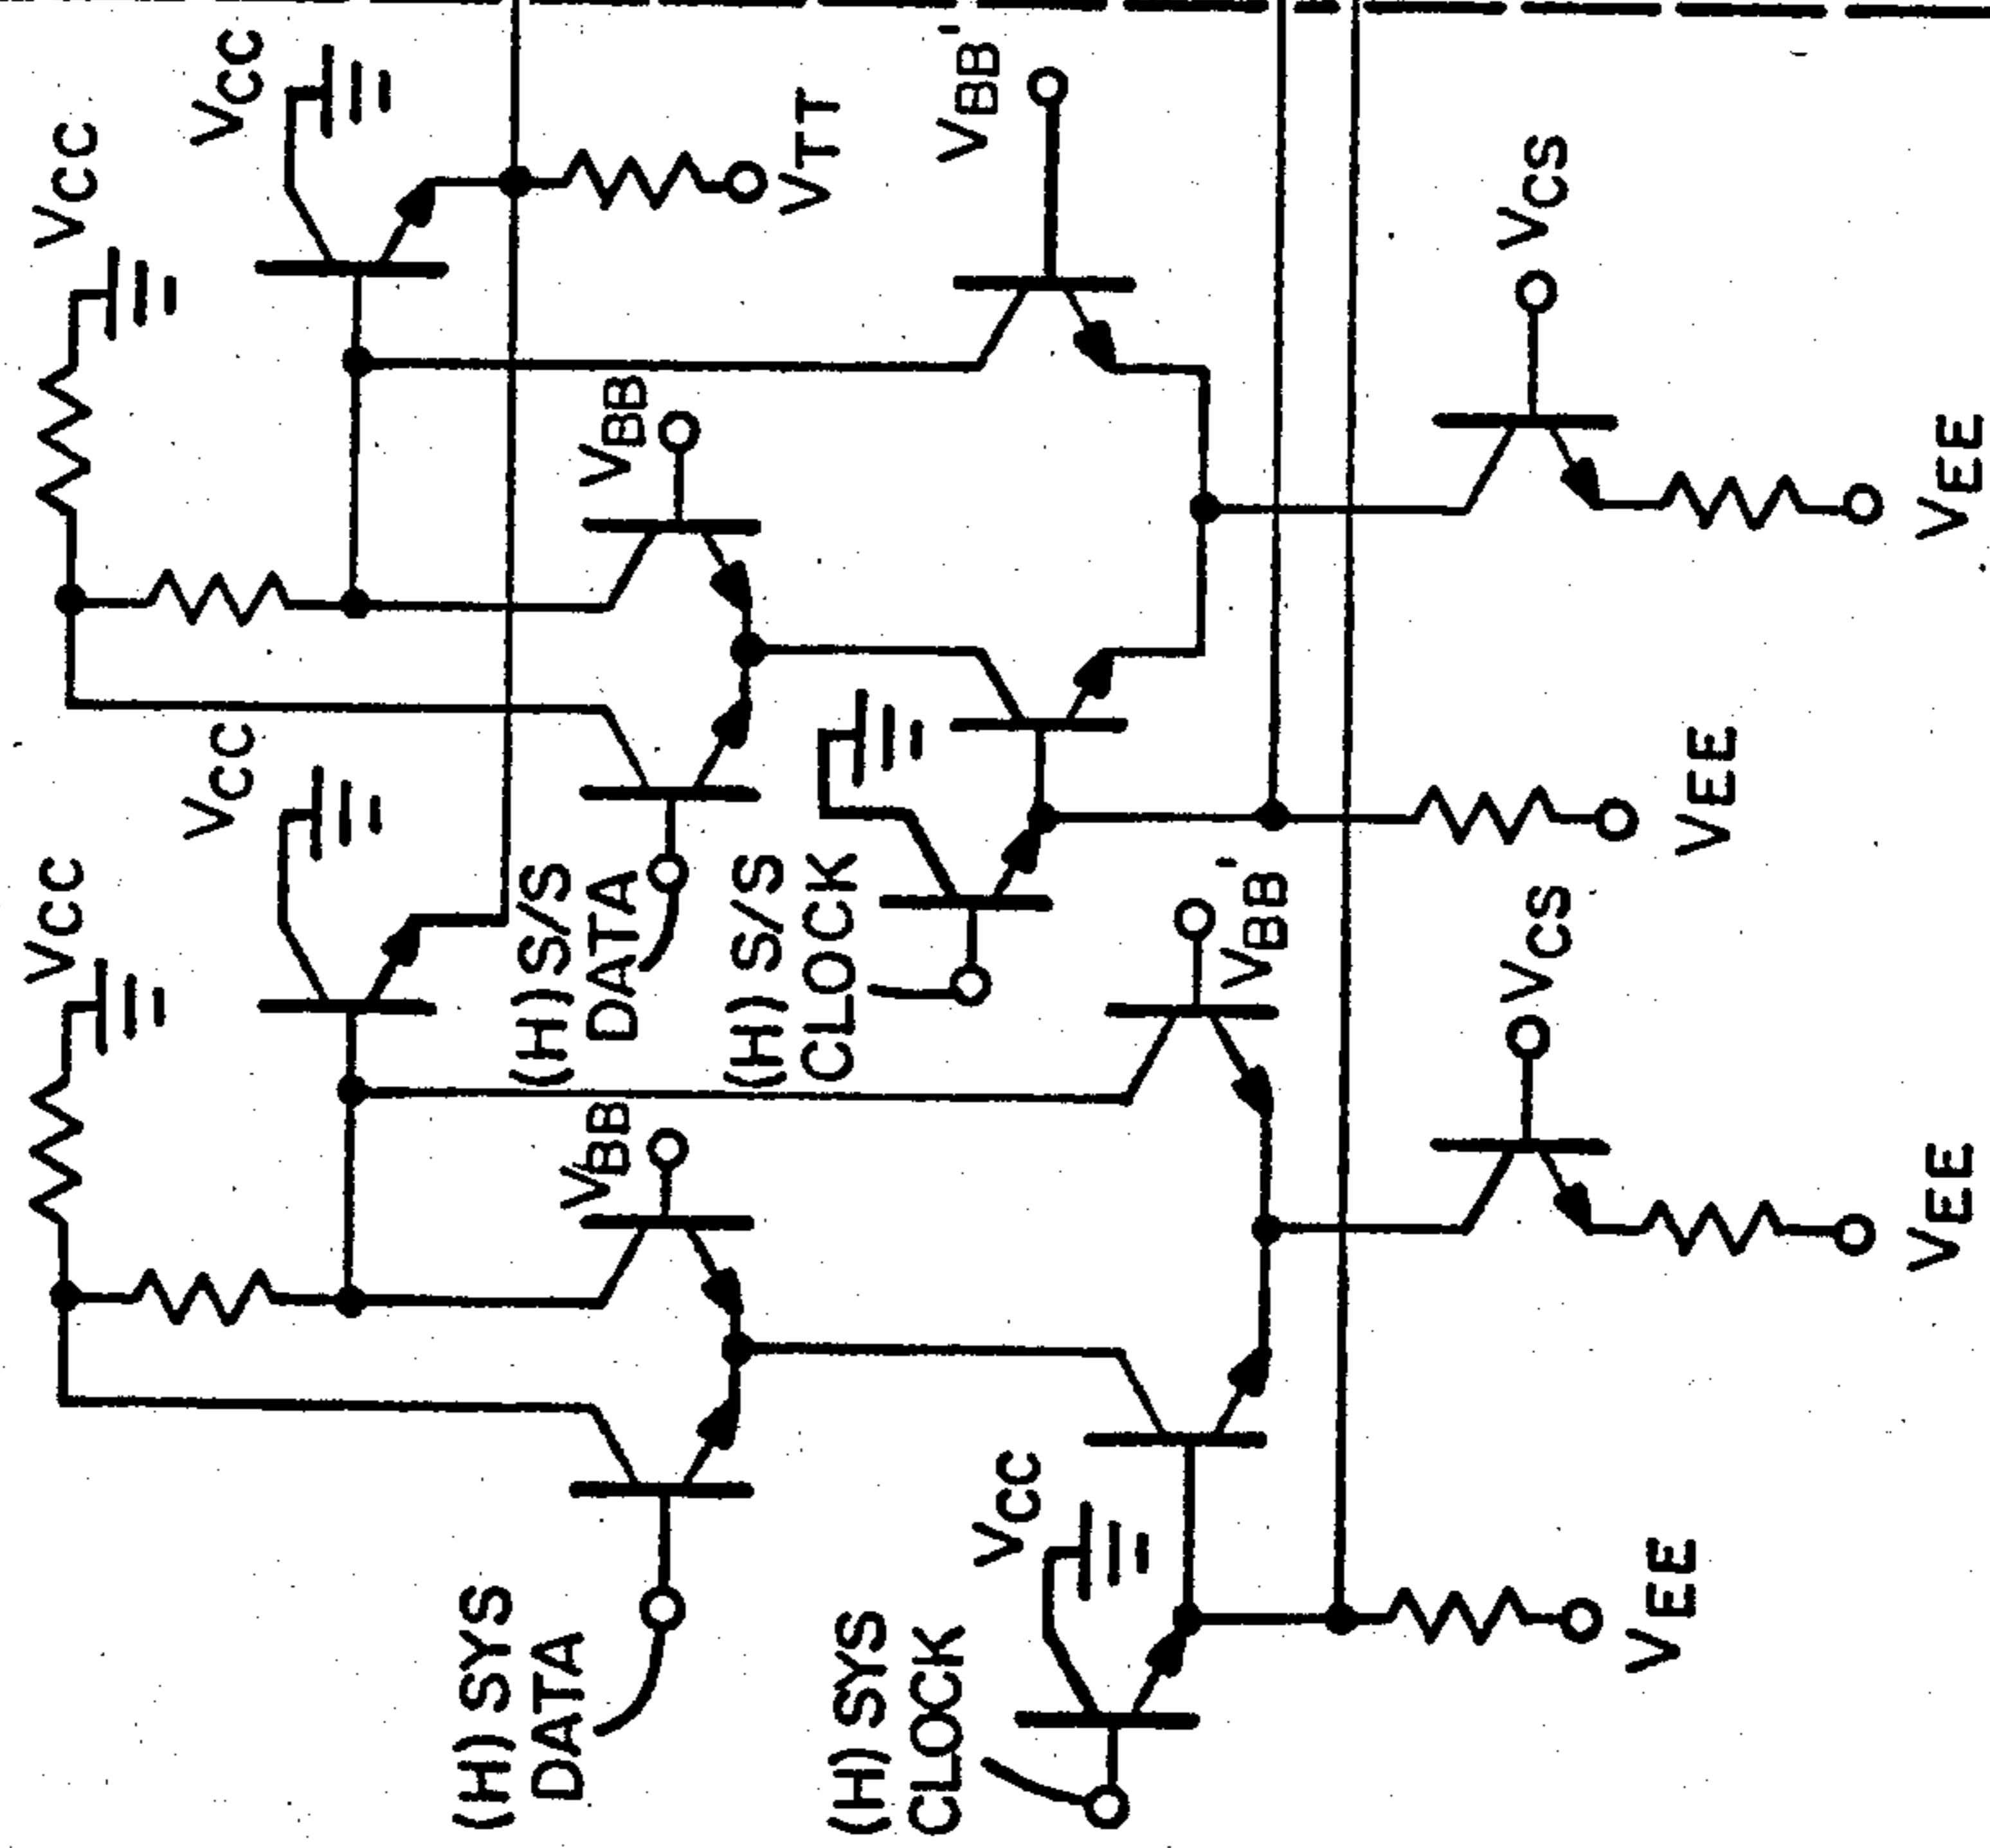 VCC
VCC
VCC
VCC
(H) SYS
DATA
(H) S/S
DATA
VBB
VBB
(H) S/S
CLOCK
VTT
(H) SYS
CLOCK
VBB'
VCC
VBB'
VCS
VCS
VEE
VEE
VEE
VEE